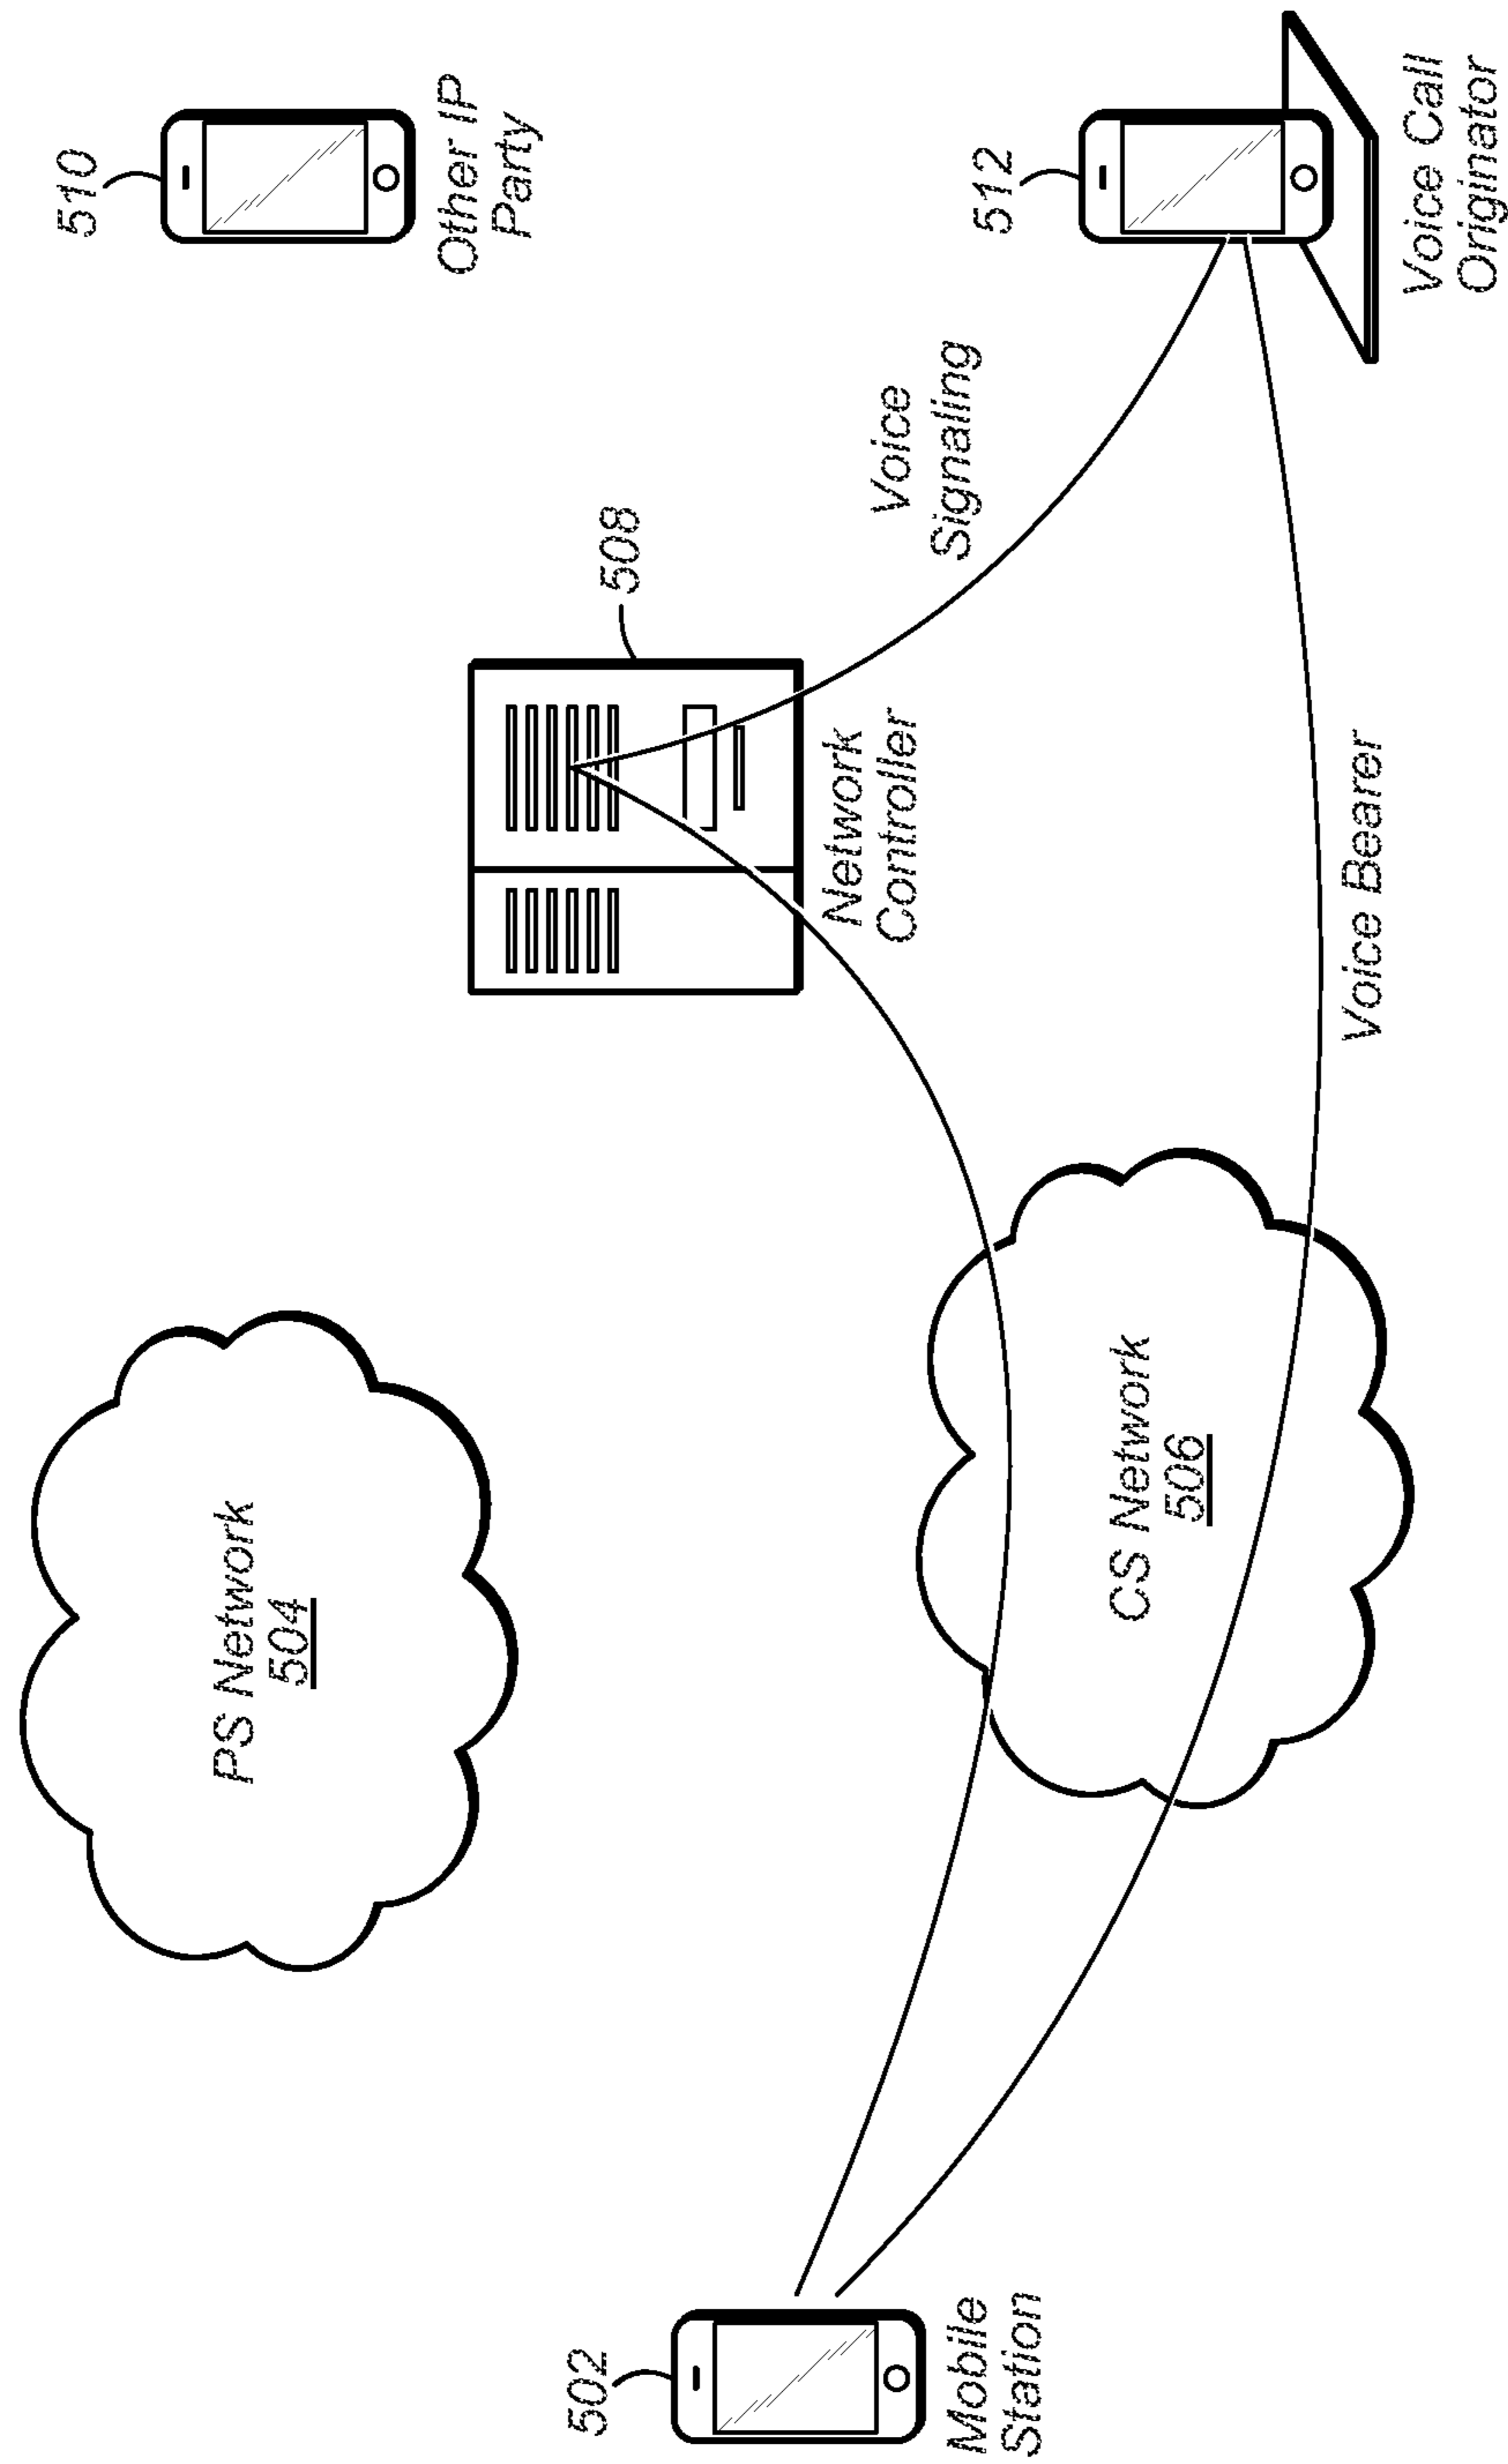 510
Other IP
Party
PS Network
504
508
Network
Controller
Voice
Signaling
502
Mobile
Station
CS Network
506
512
Voice Call
Originator
Voice Bearer